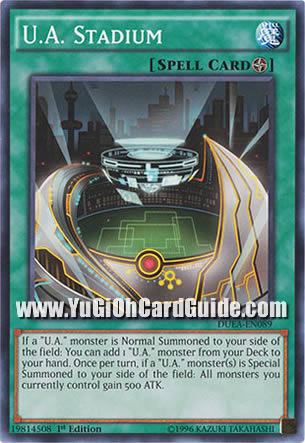 U.A. Stadium
[Spell Card]
www.YuGiOhCardGuide.com
DUEA-EN089
If a "U.A." monster is Normal Summoned to your side of
the field: You can add 1 "U.A." monster from your Deck to
your hand. Once per turn, if a "U.A." monster(s) is Special
Summoned to your side of the field: All monsters you
currently control gain 500 ATK.
19814508 1st Edition ©1996 KAZUKI TAKAHASHI